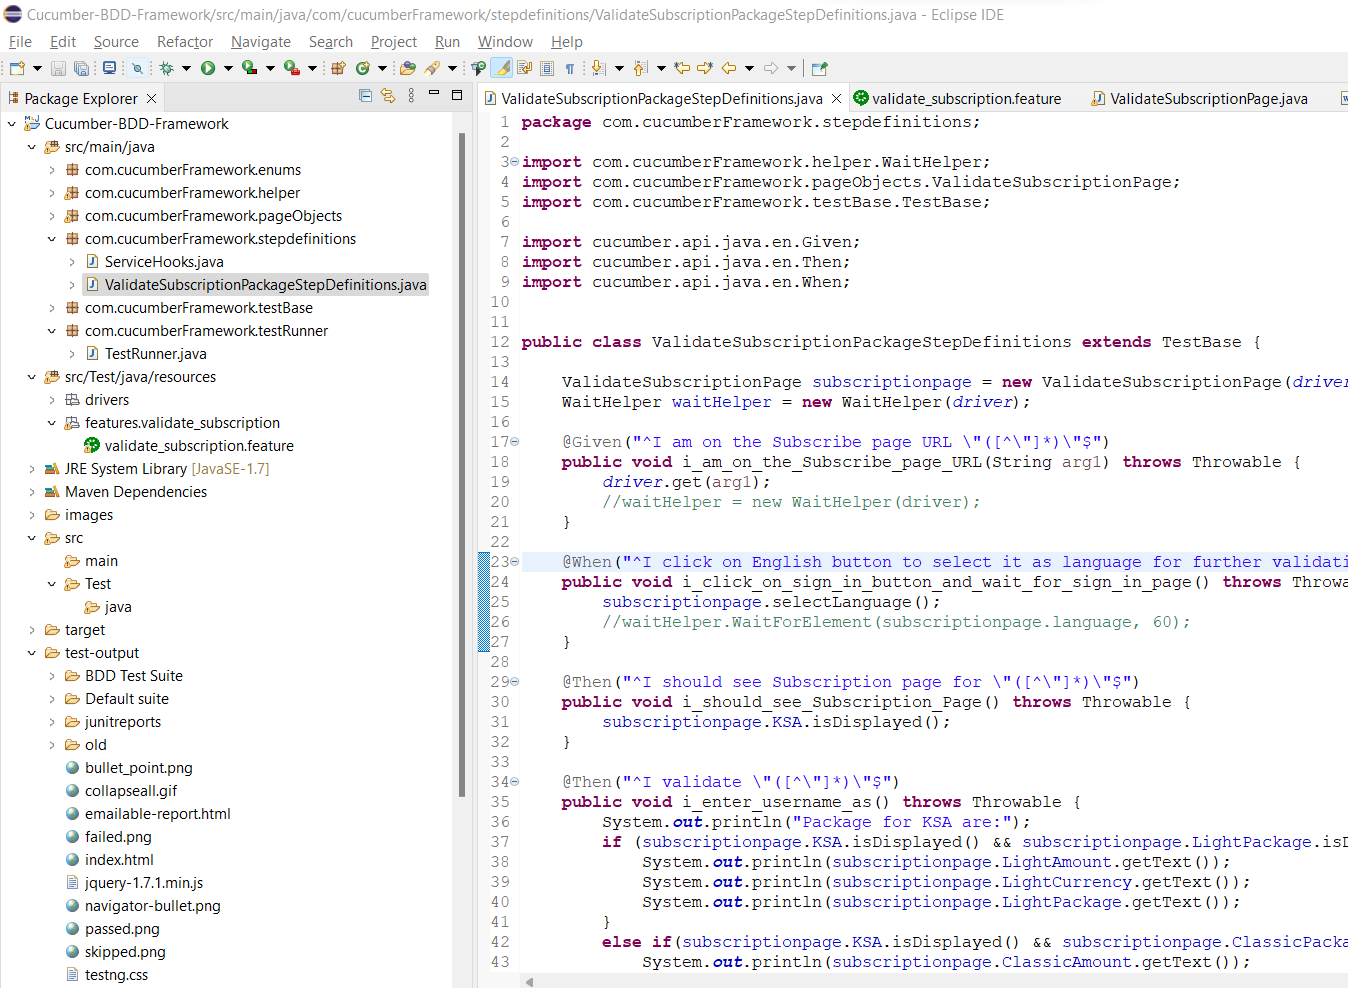 Cucumber-BDD-Framework/src/main/java/com/cucumberFramework/stepdefinitions/ValidateSubscriptionPackageStepDefinitions.java - Eclipse IDE
File Edit Source Refactor Navigate Search Project Run Window Help
Package Explorer
Cucumber-BDD-Framework
src/main/java
com.cucumberFramework.enums
com.cucumberFramework.helper
com.cucumberFramework.pageObjects
com.cucumberFramework.stepdefinitions
ServiceHooks.java
ValidateSubscriptionPackageStepDefinitions.java
com.cucumberFramework.testBase
com.cucumberFramework.testRunner
TestRunner.java
src/Test/java/resources
drivers
features.validate_subscription
validate_subscription.feature
JRE System Library [JavaSE-1.7]
Maven Dependencies
images
src
main
Test
java
target
test-output
BDD Test Suite
Default suite
junitreports
old
bullet_point.png
collapseall.gif
emailable-report.html
failed.png
index.html
jquery-1.7.1.min.js
navigator-bullet.png
passed.png
skipped.png
testng.css
ValidateSubscriptionPackageStepDefinitions.java validate_subscription.feature ValidateSubscriptionPage.java
1 package com.cucumberFramework.stepdefinitions;
2
3 import com.cucumberFramework.helper.WaitHelper;
4 import com.cucumberFramework.pageObjects.ValidateSubscriptionPage;
5 import com.cucumberFramework.testBase.TestBase;
6
7 import cucumber.api.java.en.Given;
8 import cucumber.api.java.en.Then;
9 import cucumber.api.java.en.When;
10
11
12 public class ValidateSubscriptionPackageStepDefinitions extends TestBase {
13
14 ValidateSubscriptionPage subscriptionpage = new ValidateSubscriptionPage(driver
15 WaitHelper waitHelper = new WaitHelper(driver);
16
17 @Given("^I am on the Subscribe page URL \"([^\"]*)\"$")
18 public void i_am_on_the_Subscribe_page_URL(String arg1) throws Throwable {
19 driver.get(arg1);
20 //waitHelper = new WaitHelper(driver);
21 }
22
23 @When("^I click on English button to select it as language for further validati
24 public void i_click_on_sign_in_button_and_wait_for_sign_in_page() throws Throwa
25 subscriptionpage.selectLanguage();
26 //waitHelper.WaitForElement(subscriptionpage.language, 60);
27 }
28
29 @Then("^I should see Subscription page for \"([^\"]*)\"$")
30 public void i_should_see_Subscription_Page() throws Throwable {
31 subscriptionpage.KSA.isDisplayed();
32 }
33
34 @Then("^I validate \"([^\"]*)\"$")
35 public void i_enter_username_as() throws Throwable {
36 System.out.println("Package for KSA are:");
37 if (subscriptionpage.KSA.isDisplayed() && subscriptionpage.LightPackage.isD
38 System.out.println(subscriptionpage.LightAmount.getText());
39 System.out.println(subscriptionpage.LightCurrency.getText());
40 System.out.println(subscriptionpage.LightPackage.getText());
41 }
42 else if(subscriptionpage.KSA.isDisplayed() && subscriptionpage.ClassicPacka
43 System.out.println(subscriptionpage.ClassicAmount.getText());